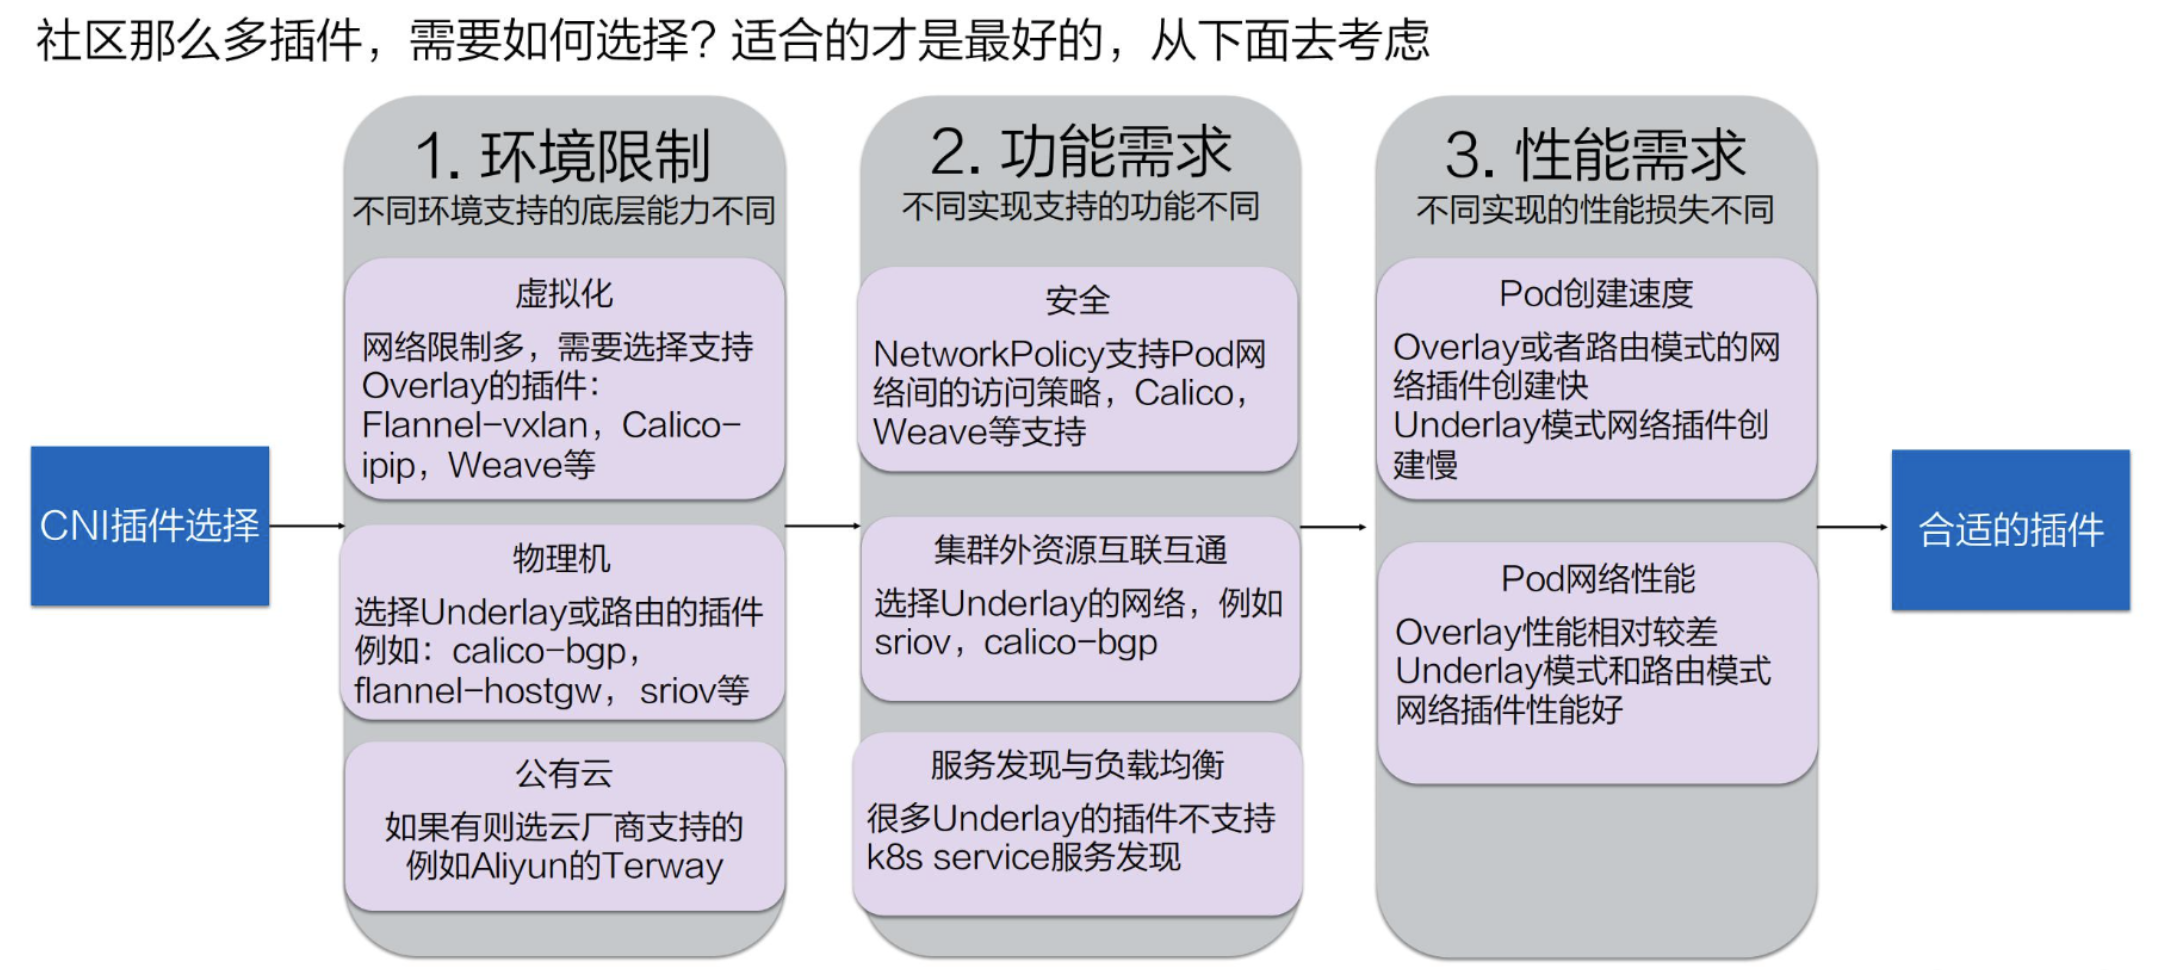 社区那么多插件，需要如何选择？适合的才是最好的，从下面去考虑
CNI插件选择
1. 环境限制
不同环境支持的底层能力不同
虚拟化
网络限制多，需要选择支持
Overlay的插件：
Flannel-vxlan，Calico-
ipip，Weave等
物理机
选择Underlay或路由的插件
例如：calico-bgp，
flannel-hostgw， sriov等
公有云
如果有则选云厂商支持的
例如Aliyun的Terway
2. 功能需求
不同实现支持的功能不同
安全
NetworkPolicy支持Pod网
络间的访问策略，Calico，
Weave等支持
集群外资源互联互通
选择Underlay的网络，例如
sriov，calico-bgp
服务发现与负载均衡
很多Underlay的插件不支持
k8s service服务发现
3. 性能需求
不同实现的性能损失不同
Pod创建速度
Overlay或者路由模式的网
络插件创建快
Underlay模式网络插件创
建慢
Pod网络性能
Overlay性能相对较差
Underlay模式和路由模式
网络插件性能好
合适的插件